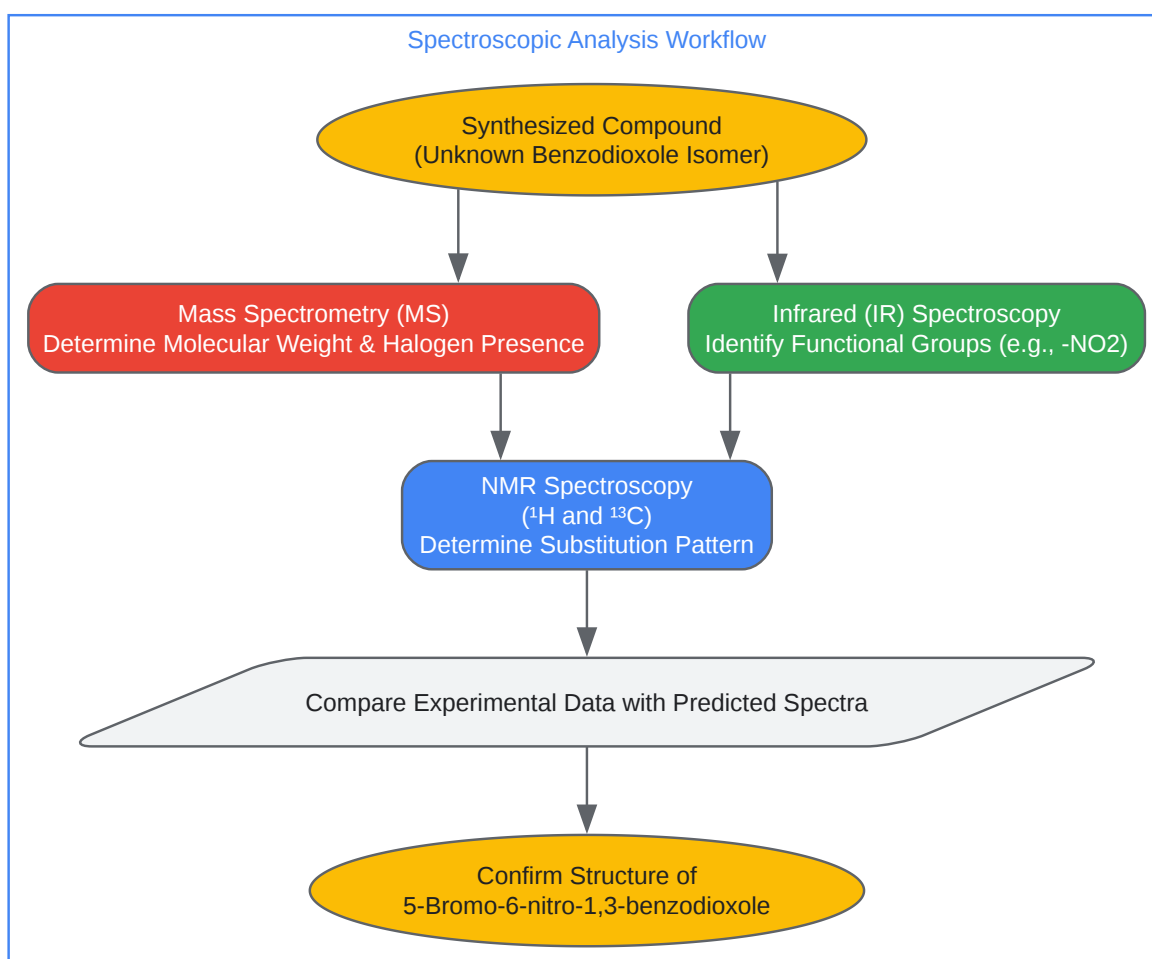 Spectroscopic Analysis Workflow
Synthesized Compound
(Unknown Benzodioxole Isomer)
Mass Spectrometry (MS)
Determine Molecular Weight & Halogen Presence
Infrared (IR) Spectroscopy
Identify Functional Groups (e.g., -NO2)
NMR Spectroscopy
(¹H and ¹³C)
Determine Substitution Pattern
Compare Experimental Data with Predicted Spectra
Confirm Structure of
5-Bromo-6-nitro-1,3-benzodioxole